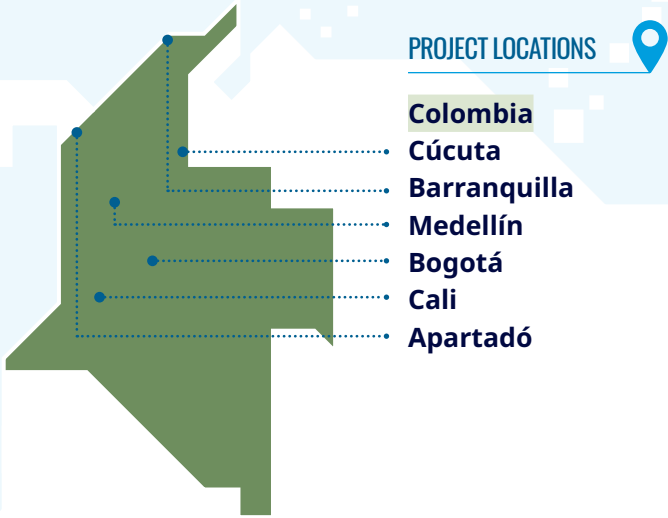 PROJECT LOCATIONS
Colombia
Cúcuta
Barranquilla
Medellín
Bogotá
Cali
Apartadó